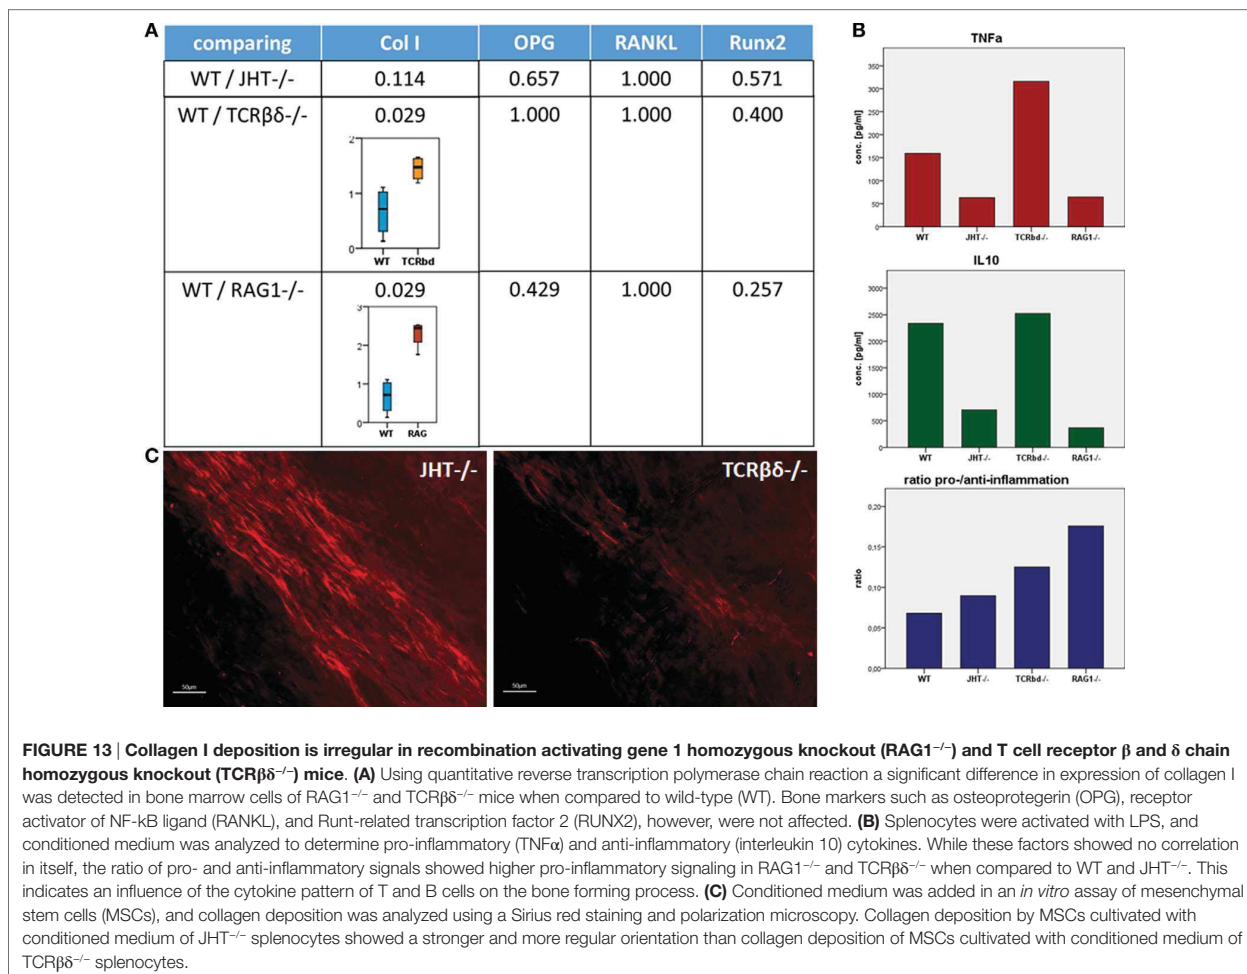 A
comparing Col I OPG RANKL Runx2
WT / JHT-/- 0.114 0.657 1.000 0.571
WT / TCRβδ-/- 0.029 1.000 1.000 0.400
2
1
0
WT TCRbd
WT / RAG1-/- 0.029 0.429 1.000 0.257
3
2
1
0
WT RAG
B
TNFa
conc. [pg/ml]
350
300
250
200
150
100
50
0
WT JHT-/- TCRbd-/- RAG1-/-
IL10
conc. [pg/ml]
2500
2000
1500
1000
500
0
WT JHT-/- TCRbd-/- RAG1-/-
ratio pro-/anti-inflammation
ratio
0,20
0,15
0,10
0,05
0,00
WT JHT-/- TCRbd-/- RAG1-/-
C
JHT-/-
50µm
TCRβδ-/-
50µm
FIGURE 13 | Collagen I deposition is irregular in recombination activating gene 1 homozygous knockout (RAG1−/−) and T cell receptor β and δ chain
homozygous knockout (TCRβδ−/−) mice. (A) Using quantitative reverse transcription polymerase chain reaction a significant difference in expression of collagen I
was detected in bone marrow cells of RAG1−/− and TCRβδ−/− mice when compared to wild-type (WT). Bone markers such as osteoprotegerin (OPG), receptor
activator of NF-kB ligand (RANKL), and Runt-related transcription factor 2 (RUNX2), however, were not affected. (B) Splenocytes were activated with LPS, and
conditioned medium was analyzed to determine pro-inflammatory (TNFα) and anti-inflammatory (interleukin 10) cytokines. While these factors showed no correlation
in itself, the ratio of pro- and anti-inflammatory signals showed higher pro-inflammatory signaling in RAG1−/− and TCRβδ−/− when compared to WT and JHT−/−. This
indicates an influence of the cytokine pattern of T and B cells on the bone forming process. (C) Conditioned medium was added in an in vitro assay of mesenchymal
stem cells (MSCs), and collagen deposition was analyzed using a Sirius red staining and polarization microscopy. Collagen deposition by MSCs cultivated with
conditioned medium of JHT−/− splenocytes showed a stronger and more regular orientation than collagen deposition of MSCs cultivated with conditioned medium of
TCRβδ−/− splenocytes.